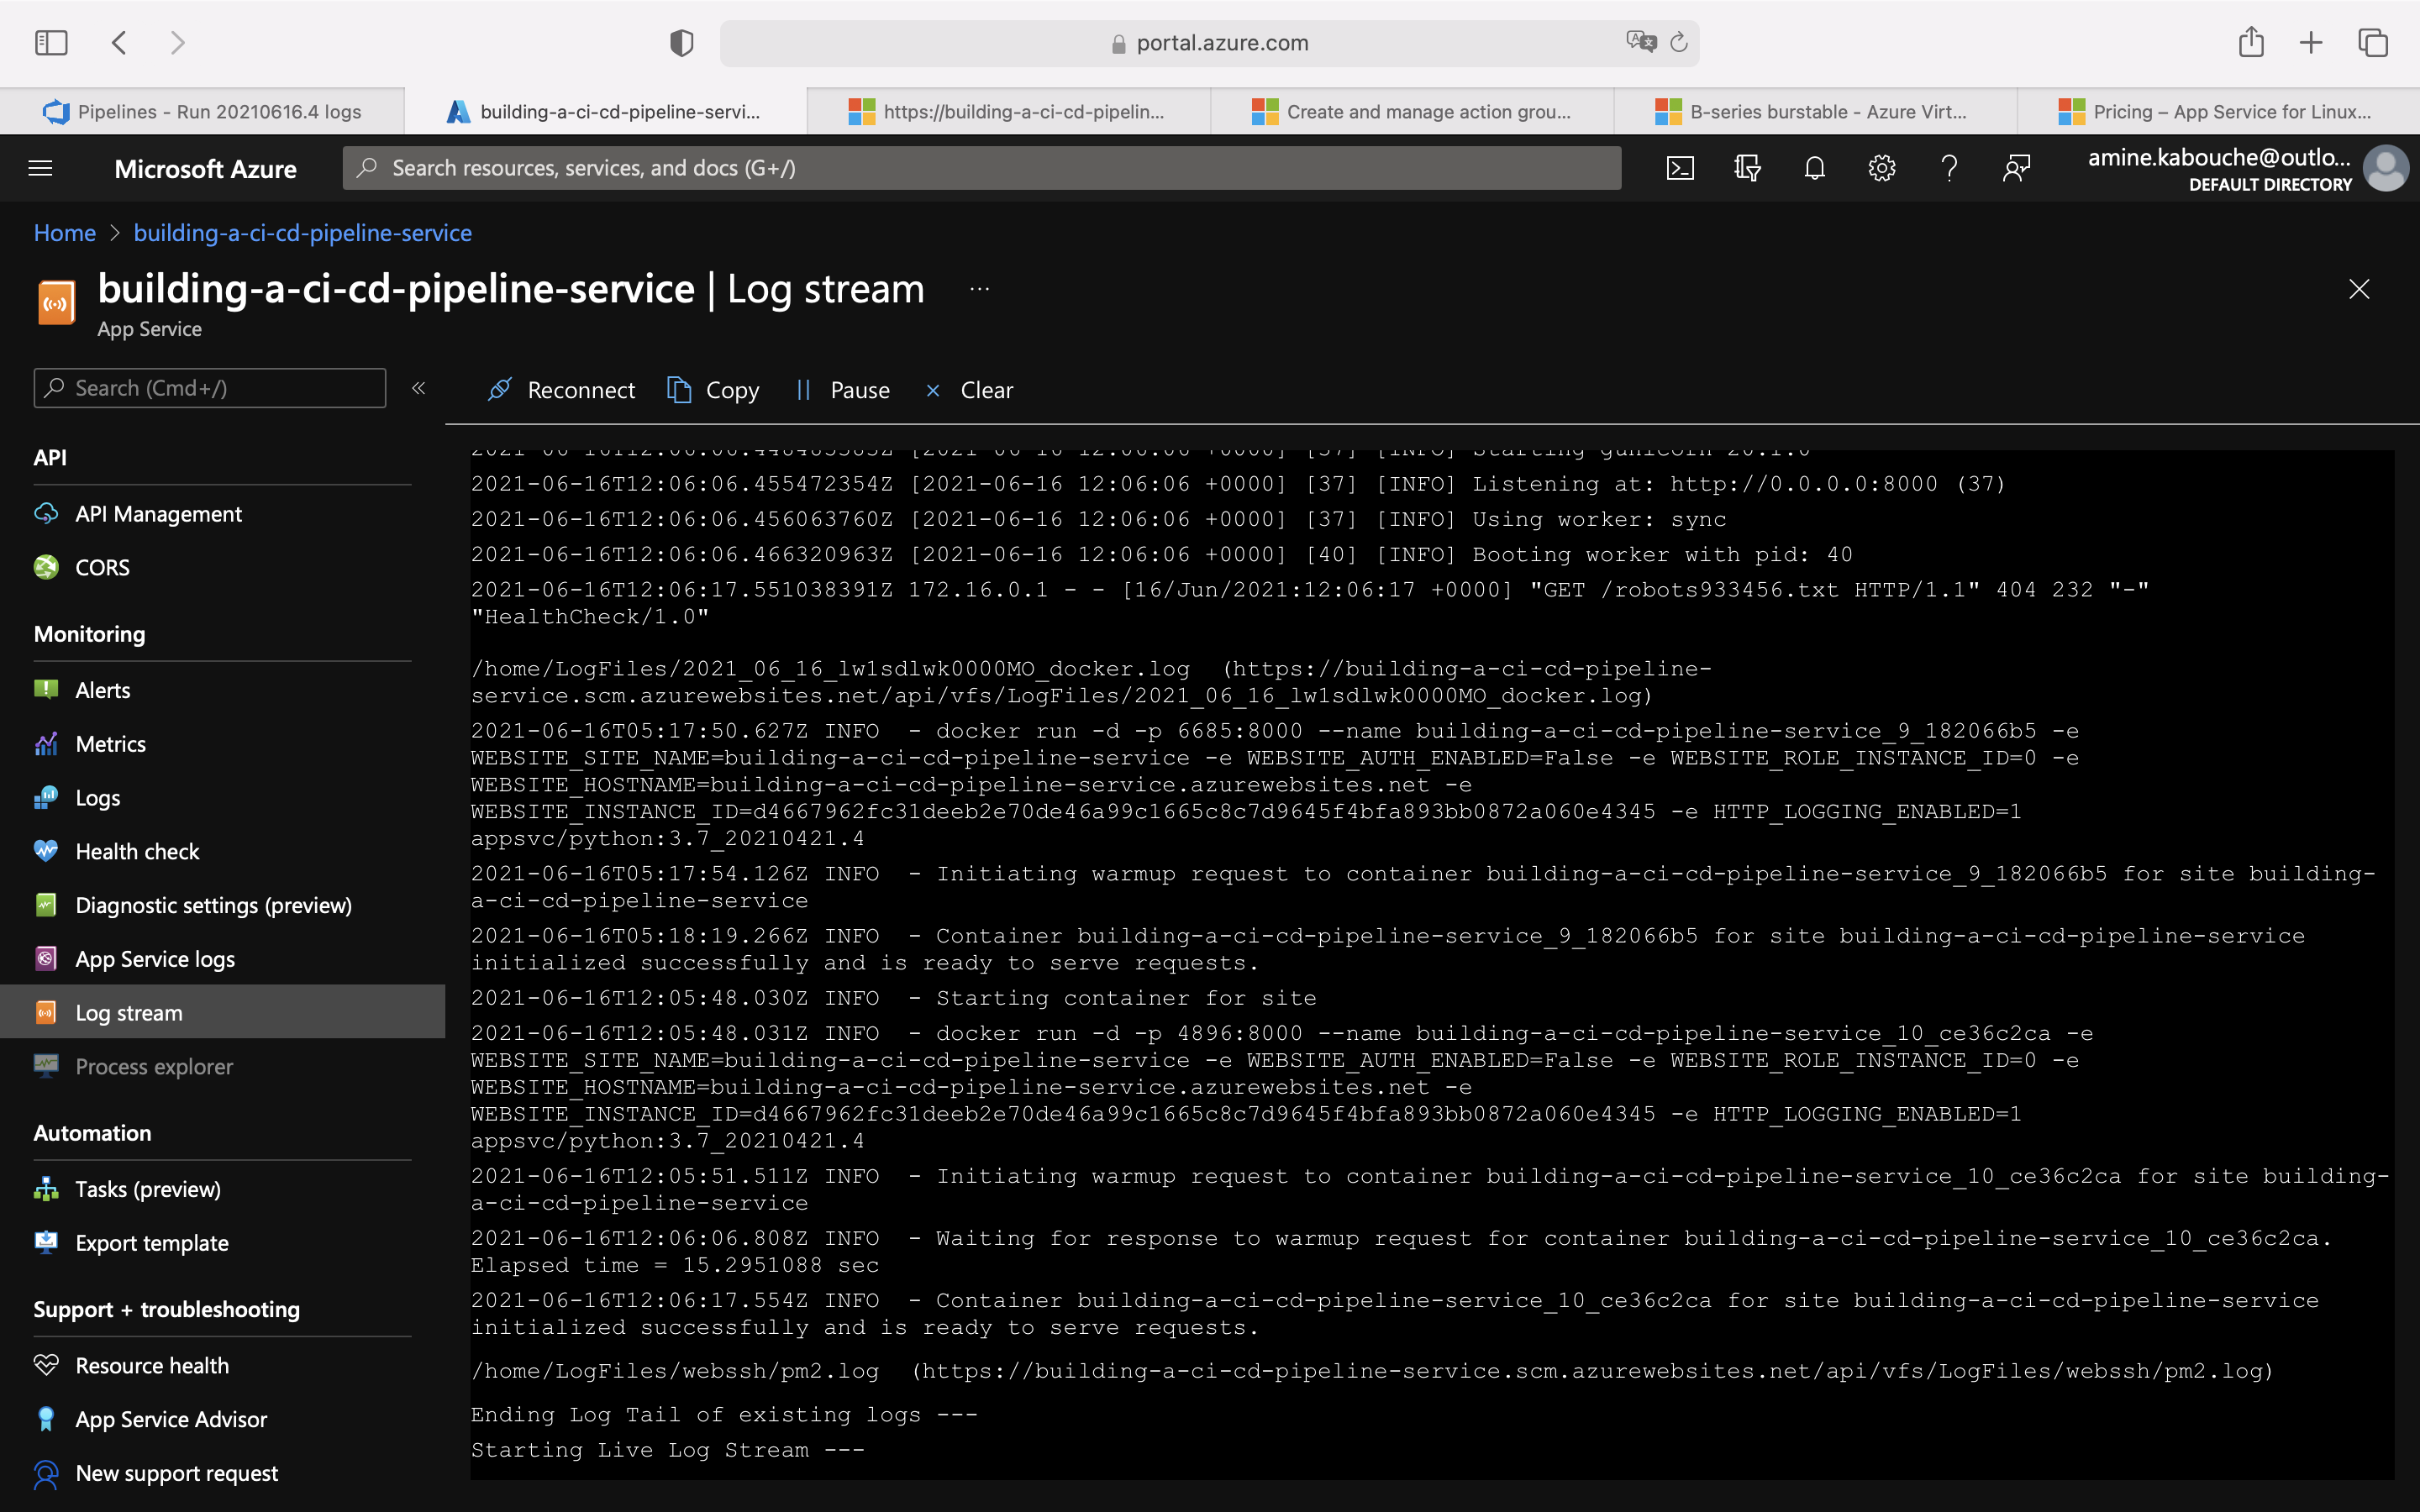 portal.azure.com
Pipelines - Run 20210616.4 logs
building-a-ci-cd-pipeline-servi...
https://building-a-ci-cd-pipelin...
Create and manage action grou...
B-series burstable - Azure Virt...
Pricing – App Service for Linux...
Microsoft Azure
Search resources, services, and docs (G+/)
amine.kabouche@outlo...
DEFAULT DIRECTORY
Home > building-a-ci-cd-pipeline-service
building-a-ci-cd-pipeline-service | Log stream ...
App Service
Search (Cmd+/)
«
Reconnect
Copy
Pause
Clear
API
API Management
CORS
Monitoring
Alerts
Metrics
Logs
Health check
Diagnostic settings (preview)
App Service logs
Log stream
Process explorer
Automation
Tasks (preview)
Export template
Support + troubleshooting
Resource health
App Service Advisor
New support request
[2021-06-16 12:06:06 +0000] [37] [INFO] Starting gunicorn 20.1.0
2021-06-16T12:06:06.455472354Z [2021-06-16 12:06:06 +0000] [37] [INFO] Listening at: http://0.0.0.0:8000 (37)
2021-06-16T12:06:06.456063760Z [2021-06-16 12:06:06 +0000] [37] [INFO] Using worker: sync
2021-06-16T12:06:06.466320963Z [2021-06-16 12:06:06 +0000] [40] [INFO] Booting worker with pid: 40
2021-06-16T12:06:17.551038391Z 172.16.0.1 - - [16/Jun/2021:12:06:17 +0000] "GET /robots933456.txt HTTP/1.1" 404 232 "-"
"HealthCheck/1.0"
/home/LogFiles/2021_06_16_lw1sdlwk0000MO_docker.log (https://building-a-ci-cd-pipeline-
service.scm.azurewebsites.net/api/vfs/LogFiles/2021_06_16_lw1sdlwk0000MO_docker.log)
2021-06-16T05:17:50.627Z INFO - docker run -d -p 6685:8000 --name building-a-ci-cd-pipeline-service_9_182066b5 -e
WEBSITE_SITE_NAME=building-a-ci-cd-pipeline-service -e WEBSITE_AUTH_ENABLED=False -e WEBSITE_ROLE_INSTANCE_ID=0 -e
WEBSITE_HOSTNAME=building-a-ci-cd-pipeline-service.azurewebsites.net -e
WEBSITE_INSTANCE_ID=d4667962fc31deeb2e70de46a99c1665c8c7d9645f4bfa893bb0872a060e4345 -e HTTP_LOGGING_ENABLED=1
appsvc/python:3.7_20210421.4
2021-06-16T05:17:54.126Z INFO - Initiating warmup request to container building-a-ci-cd-pipeline-service_9_182066b5 for site building-
a-ci-cd-pipeline-service
2021-06-16T05:18:19.266Z INFO - Container building-a-ci-cd-pipeline-service_9_182066b5 for site building-a-ci-cd-pipeline-service
initialized successfully and is ready to serve requests.
2021-06-16T12:05:48.030Z INFO - Starting container for site
2021-06-16T12:05:48.031Z INFO - docker run -d -p 4896:8000 --name building-a-ci-cd-pipeline-service_10_ce36c2ca -e
WEBSITE_SITE_NAME=building-a-ci-cd-pipeline-service -e WEBSITE_AUTH_ENABLED=False -e WEBSITE_ROLE_INSTANCE_ID=0 -e
WEBSITE_HOSTNAME=building-a-ci-cd-pipeline-service.azurewebsites.net -e
WEBSITE_INSTANCE_ID=d4667962fc31deeb2e70de46a99c1665c8c7d9645f4bfa893bb0872a060e4345 -e HTTP_LOGGING_ENABLED=1
appsvc/python:3.7_20210421.4
2021-06-16T12:05:51.511Z INFO - Initiating warmup request to container building-a-ci-cd-pipeline-service_10_ce36c2ca for site building-
a-ci-cd-pipeline-service
2021-06-16T12:06:06.808Z INFO - Waiting for response to warmup request for container building-a-ci-cd-pipeline-service_10_ce36c2ca.
Elapsed time = 15.2951088 sec
2021-06-16T12:06:17.554Z INFO - Container building-a-ci-cd-pipeline-service_10_ce36c2ca for site building-a-ci-cd-pipeline-service
initialized successfully and is ready to serve requests.
/home/LogFiles/webssh/pm2.log (https://building-a-ci-cd-pipeline-service.scm.azurewebsites.net/api/vfs/LogFiles/webssh/pm2.log)
Ending Log Tail of existing logs ---
Starting Live Log Stream ---